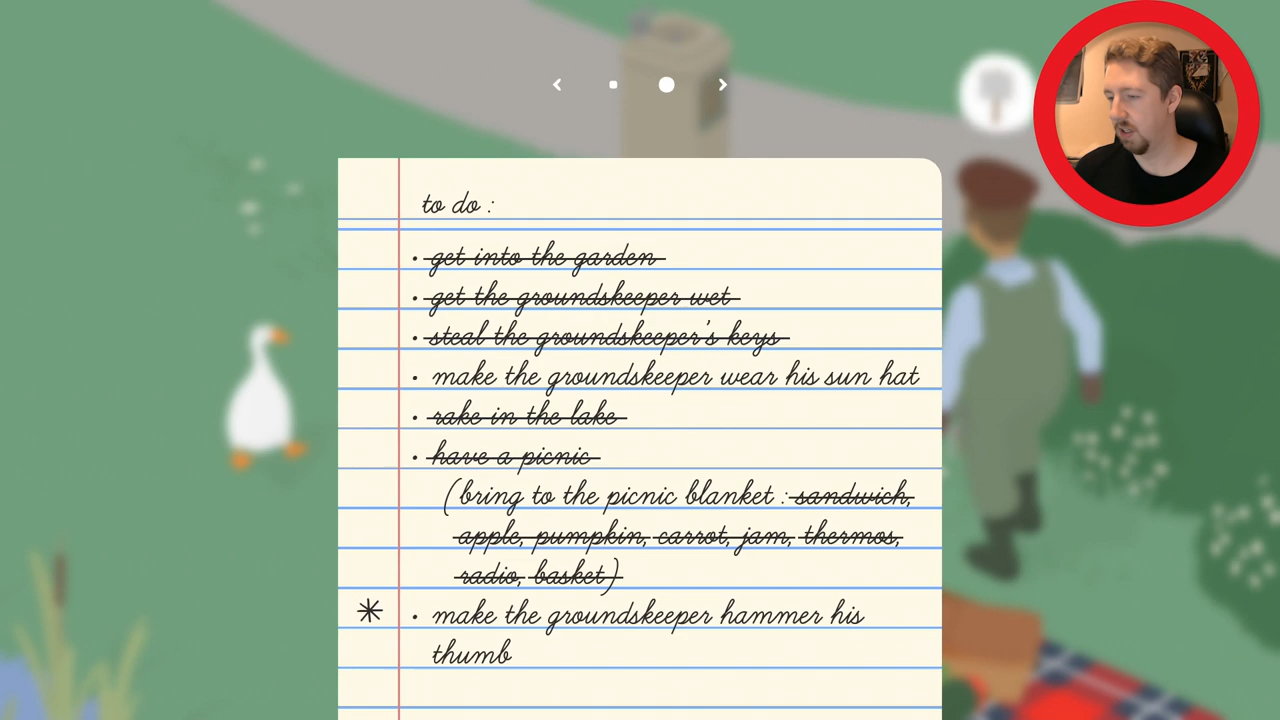 to do :
• get into the garden
• get the groundskeeper wet
• steal the groundskeeper's keys
• make the groundskeeper wear his sun hat
• rake in the lake
• have a picnic
(bring to the picnic blanket : sandwich,
apple, pumpkin, carrot, jam, thermos,
radio, basket)
• make the groundskeeper hammer his
thumb